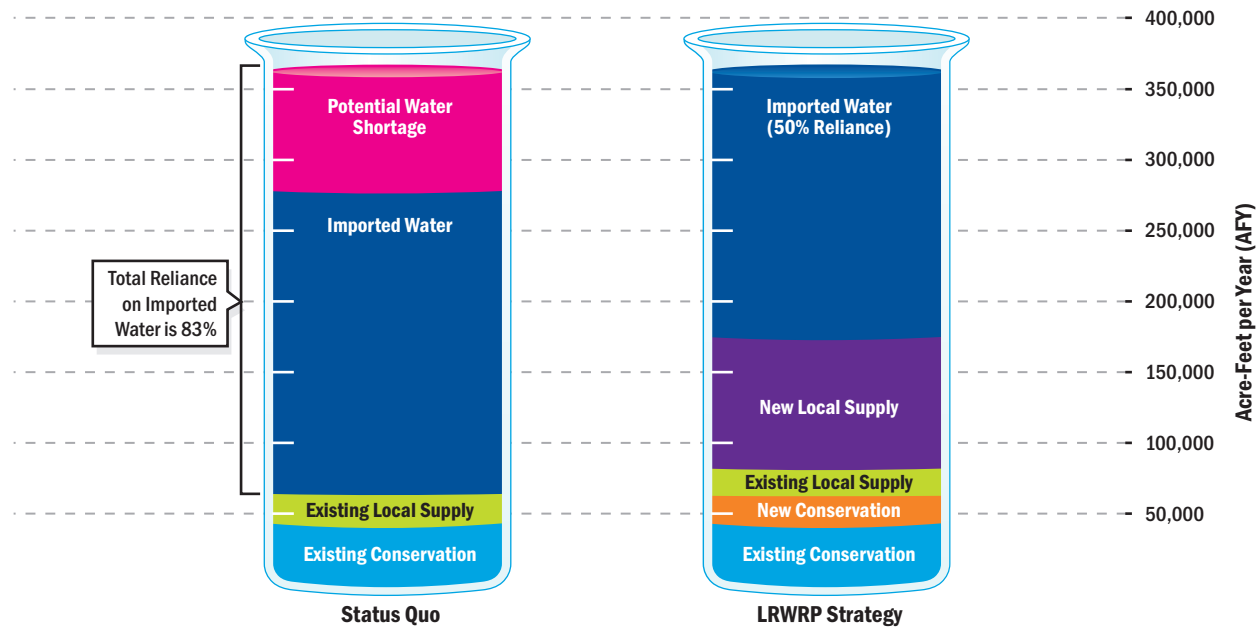 400,000
350,000
300,000
250,000
200,000
150,000
100,000
50,000
Acre-Feet per Year (AFY)
Potential Water
Shortage
Imported Water
Total Reliance
on Imported
Water is 83%
Existing Local Supply
Existing Conservation
Status Quo
Imported Water
(50% Reliance)
New Local Supply
Existing Local Supply
New Conservation
Existing Conservation
LRWRP Strategy